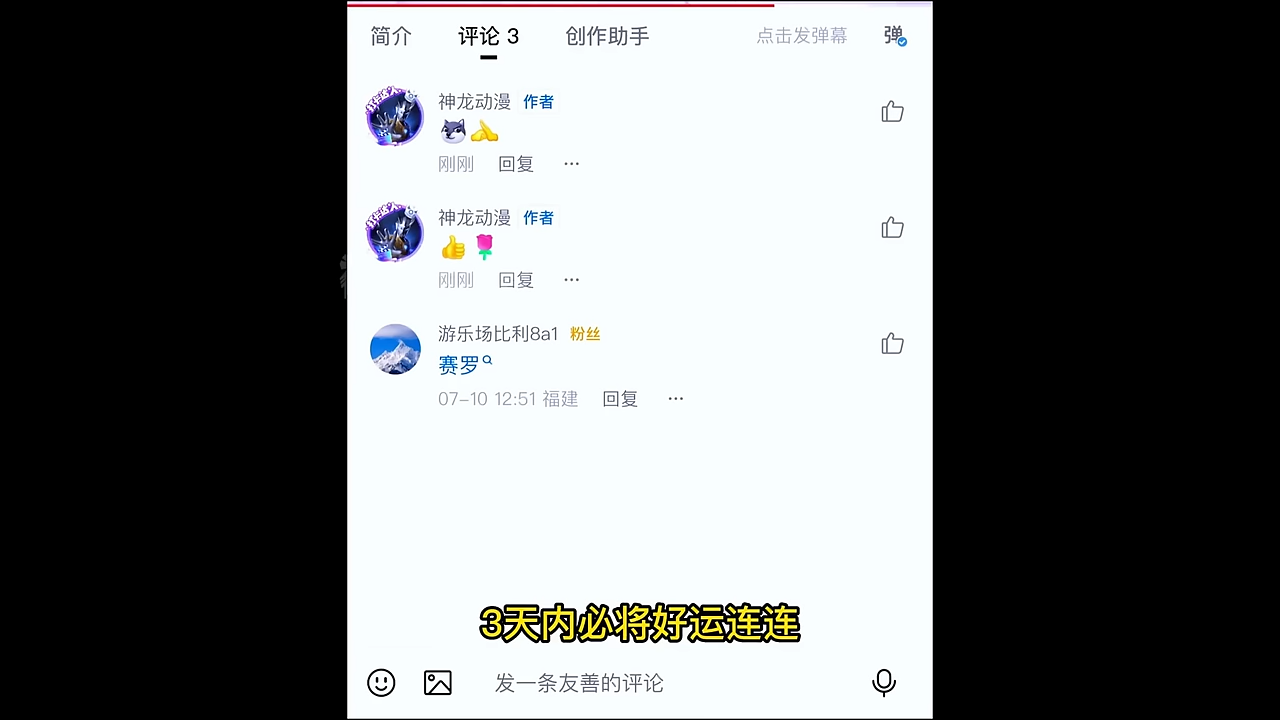 简介 评论 3 创作助手 点击发弹幕 弹
神龙动漫 作者
刚刚 回复 ···
神龙动漫 作者
刚刚 回复 ···
游乐场比利8a1 粉丝
赛罗
07-10 12:51 福建 回复 ···
3天内必将好运连连
发一条友善的评论